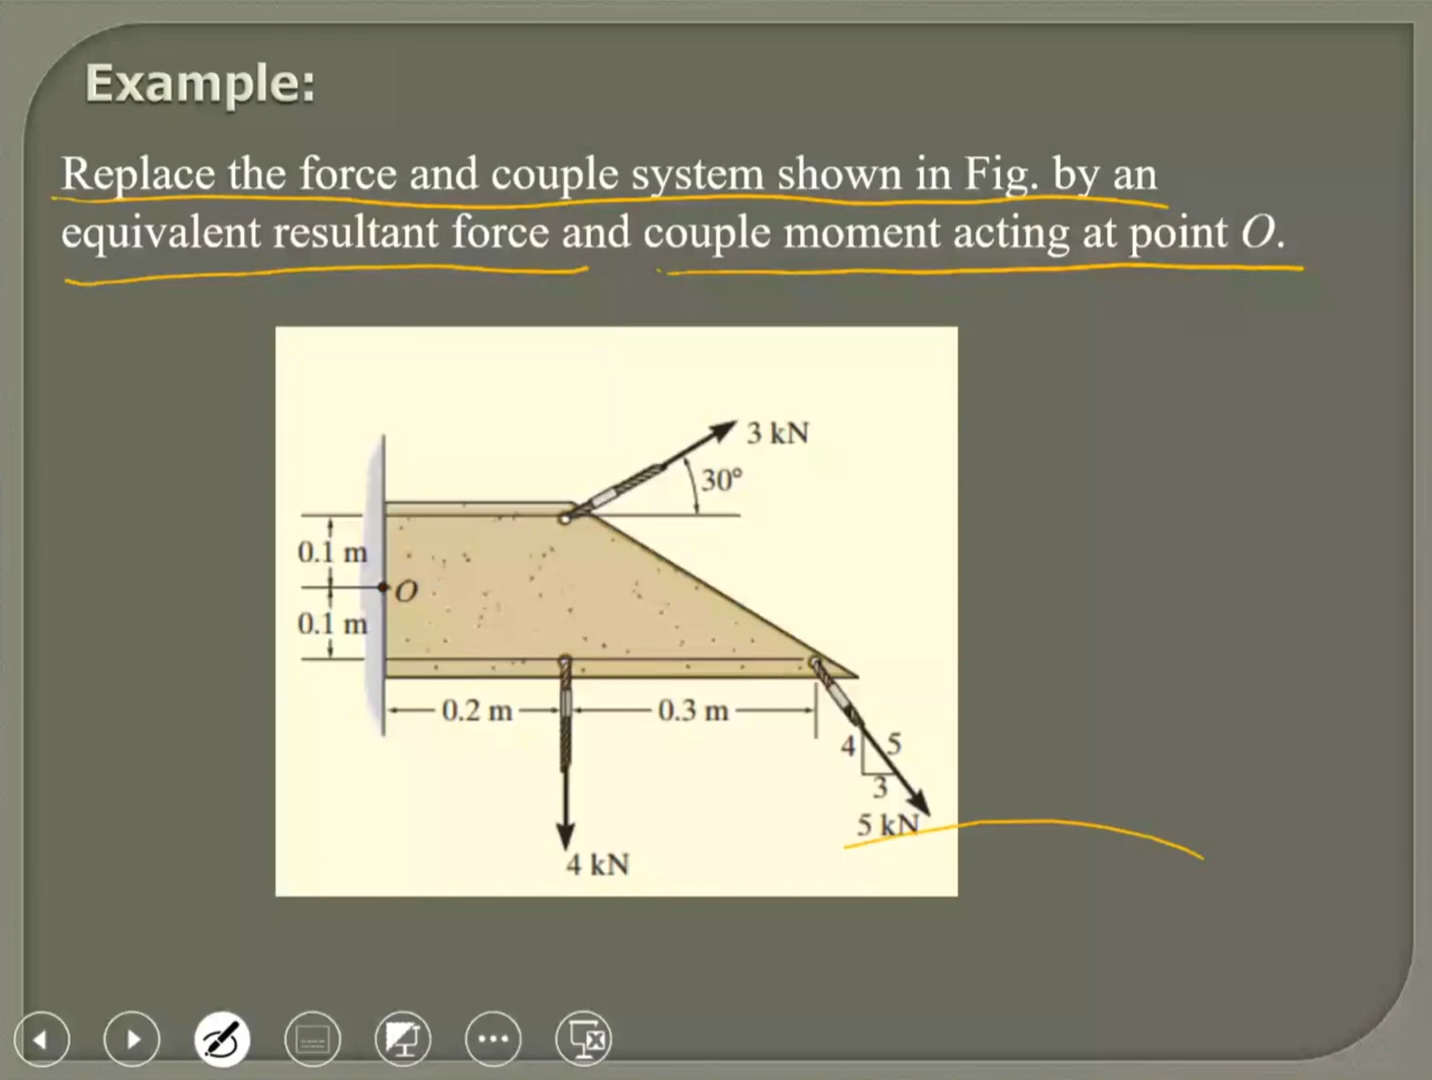 Example:
Replace the force and couple system shown in Fig. by an
equivalent resultant force and couple moment acting at point O.
3 kN
30°
0.1 m
O
0.1 m
0.2 m
0.3 m
4
5
3
5 kN
4 kN